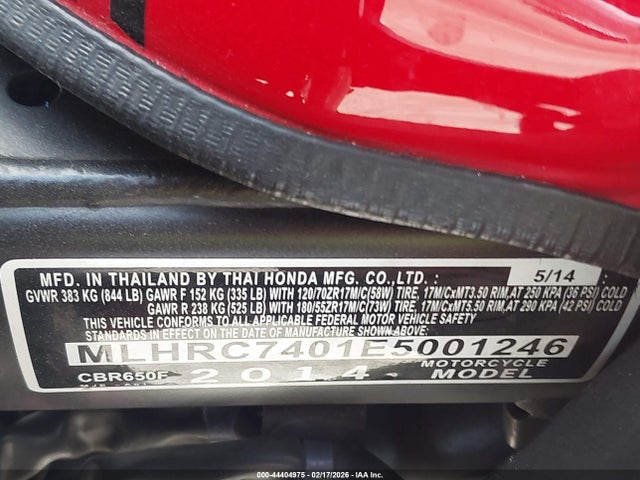 MFD. IN THAILAND BY THAI HONDA MFG. CO., LTD. : 5/14
GVWR 383 KG (844 LB) GAWR F 152 KG (335 LB) WITH 120/70ZR17M/C(58W) TIRE, 17M/CxMT3.50 RIM,AT 250 KPA (36 PSI) COLD
GAWR R 238 KG (525 LB) WITH 180/55ZR17M/C(73W) TIRE, 17M/CxMT5.50 RIM,AT 290 KPA (42 PSI) COLD
THIS VEHICLE CONFORMS TO ALL APPLICABLE FEDERAL MOTOR VEHICLE SAFETY
STANDARDS IN EFFECT ON THE DATE OF MANUFACTURE SHOWN ABOVE.
MLHRC7401E5001246
MOTORCYCLE
CBR650F 2014 MODEL
000-44404975 - 02/17/2026 - IAA Inc.